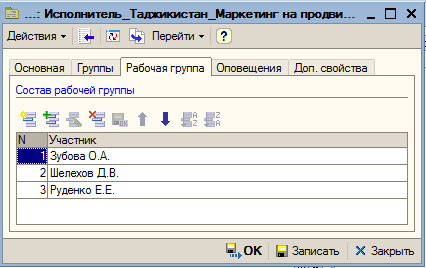 ...: Исполнитель_Таджикистан_Маркетинг на продви...
Действия
Перейти
?
Основная
Группы
Рабочая группа
Оповещения
Доп. свойства
Состав рабочей группы
N Участник
1 Зубова О.А.
2 Шелехов Д.В.
3 Руденко Е.Е.
OK
Записать
Закрыть